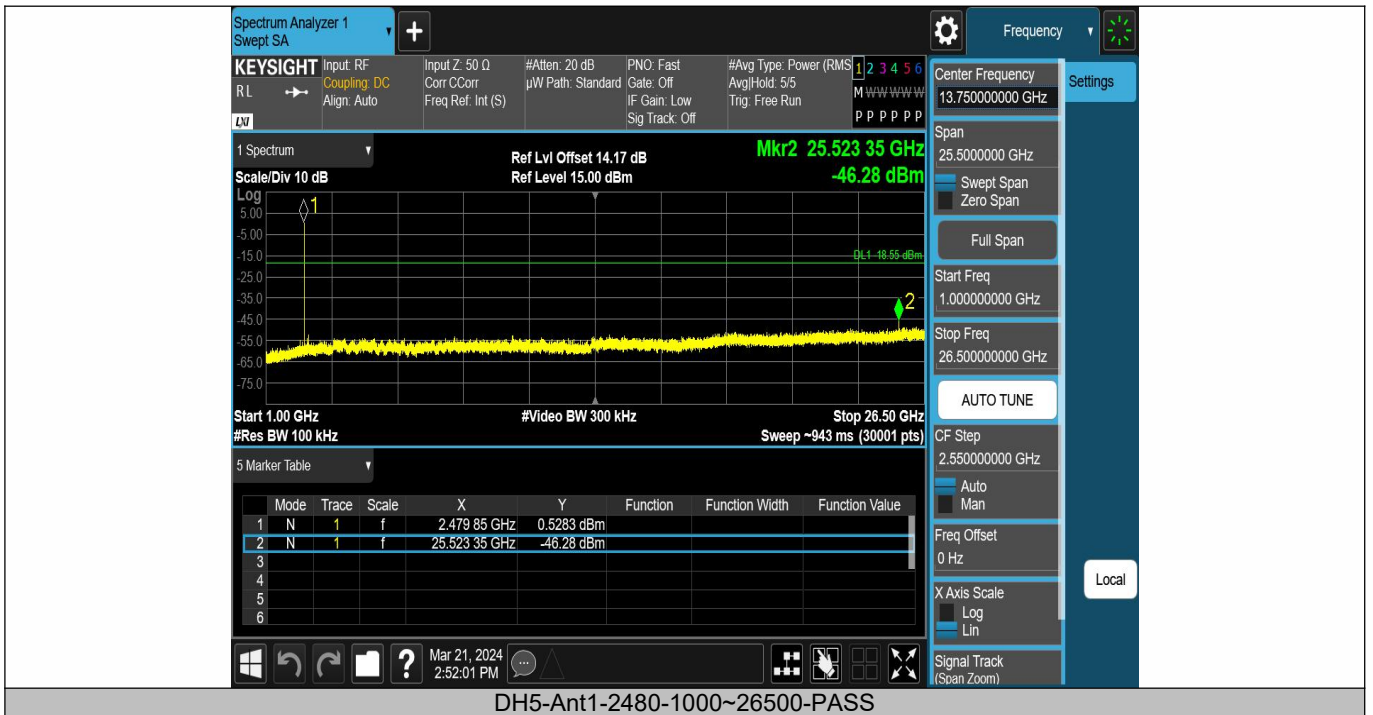 Spectrum Analyzer 1
Swept SA
+
Frequency
KEYSIGHT
RL
LXI
Input: RF
Coupling: DC
Align: Auto
Input Z: 50 Ω
Corr CCorr
Freq Ref: Int (S)
#Atten: 20 dB
µW Path: Standard
PNO: Fast
Gate: Off
IF Gain: Low
Sig Track: Off
#Avg Type: Power (RMS
Avg|Hold: 5/5
Trig: Free Run
1 2 3 4 5 6
M W W W W W
P P P P P P
1 Spectrum
Scale/Div 10 dB
Ref Lvl Offset 14.17 dB
Ref Level 15.00 dBm
Mkr2 25.523 35 GHz
-46.28 dBm
Log
5.00
-5.00
-15.0
-25.0
-35.0
-45.0
-55.0
-65.0
-75.0
1
DL1 -18.55 dBm
2
Start 1.00 GHz
#Video BW 300 kHz
Stop 26.50 GHz
#Res BW 100 kHz
Sweep ~943 ms (30001 pts)
5 Marker Table
Mode Trace Scale X Y Function Function Width Function Value
1 N 1 f 2.479 85 GHz 0.5283 dBm
2 N 1 f 25.523 35 GHz -46.28 dBm
3
4
5
6
?
Mar 21, 2024
2:52:01 PM
Center Frequency
13.750000000 GHz
Settings
Span
25.5000000 GHz
Swept Span
Zero Span
Full Span
Start Freq
1.000000000 GHz
Stop Freq
26.500000000 GHz
AUTO TUNE
CF Step
2.550000000 GHz
Auto
Man
Freq Offset
0 Hz
Local
X Axis Scale
Log
Lin
Signal Track
(Span Zoom)
DH5-Ant1-2480-1000~26500-PASS